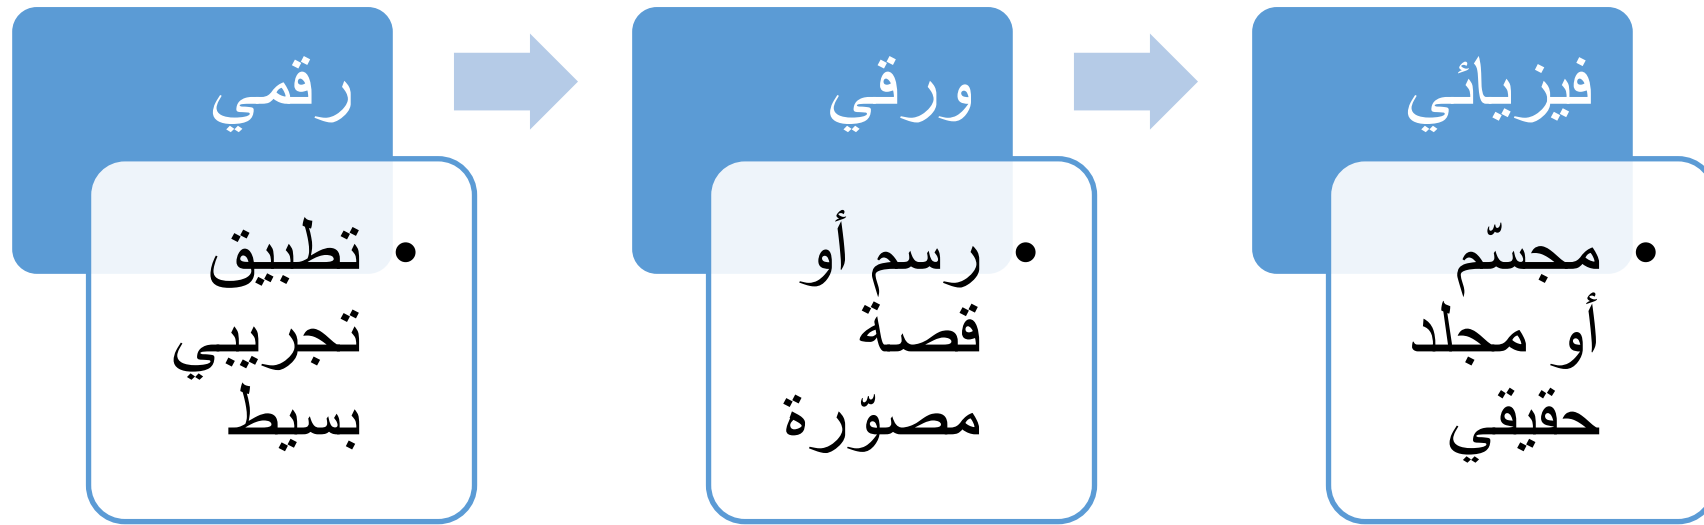 رقمي
• تطبيق
تجريبي
بسيط
ورقي
• رسم أو
قصة
مصوّرة
فيزيائي
• مجسّم
أو مجلد
حقيقي